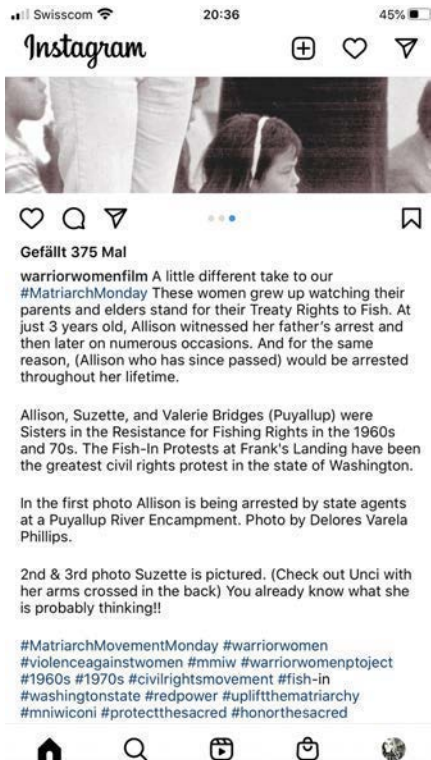 Swisscom 20:36 45%
Instagram
Gefällt 375 Mal
warriorwomenfilm A little different take to our
#MatriarchMonday These women grew up watching their
parents and elders stand for their Treaty Rights to Fish. At
just 3 years old, Allison witnessed her father's arrest and
then later on numerous occasions. And for the same
reason, (Allison who has since passed) would be arrested
throughout her lifetime.
Allison, Suzette, and Valerie Bridges (Puyallup) were
Sisters in the Resistance for Fishing Rights in the 1960s
and 70s. The Fish-In Protests at Frank's Landing have been
the greatest civil rights protest in the state of Washington.
In the first photo Allison is being arrested by state agents
at a Puyallup River Encampment. Photo by Delores Varela
Phillips.
2nd & 3rd photo Suzette is pictured. (Check out Unci with
her arms crossed in the back) You already know what she
is probably thinking!!
#MatriarchMovementMonday #warriorwomen
#violenceagainstwomen #mmiw #warriorwomenptoject
#1960s #1970s #civilrightsmovement #fish-in
#washingtonstate #redpower #upliftthematriarchy
#mniwiconi #protectthesacred #honorthesacred